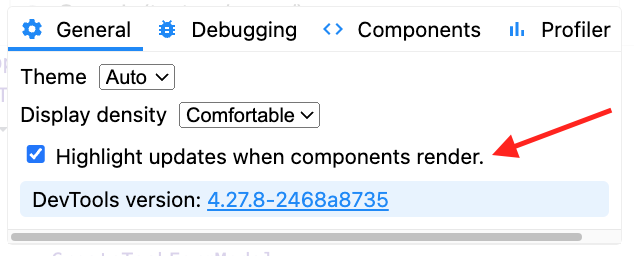 General Debugging Components Profiler
Theme Auto
Display density Comfortable
Highlight updates when components render.
DevTools version: 4.27.8-2468a8735